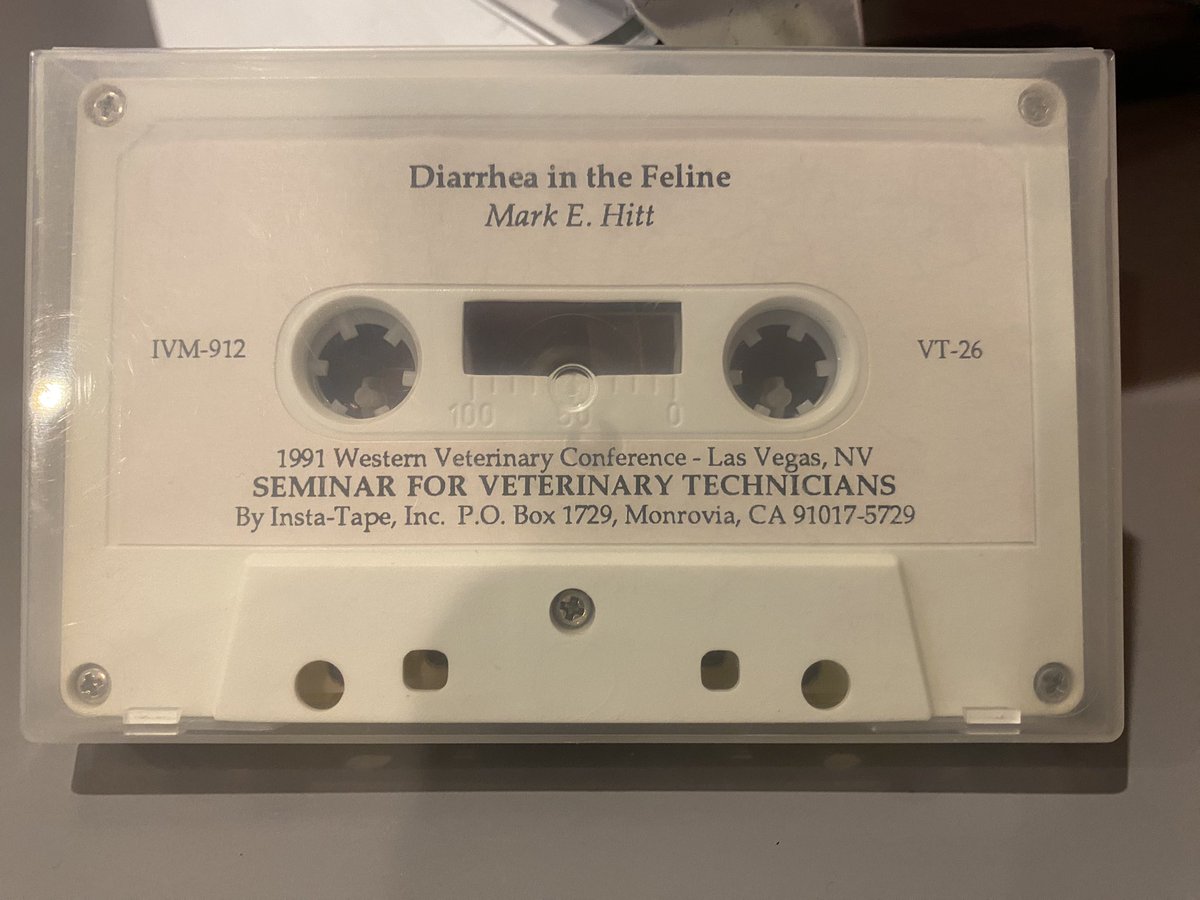 Diarrhea in the Feline
Mark E. Hitt
IVM-912
VT-26
100 50 0
1991 Western Veterinary Conference - Las Vegas, NV
SEMINAR FOR VETERINARY TECHNICIANS
By Insta-Tape, Inc. P.O. Box 1729, Monrovia, CA 91017-5729